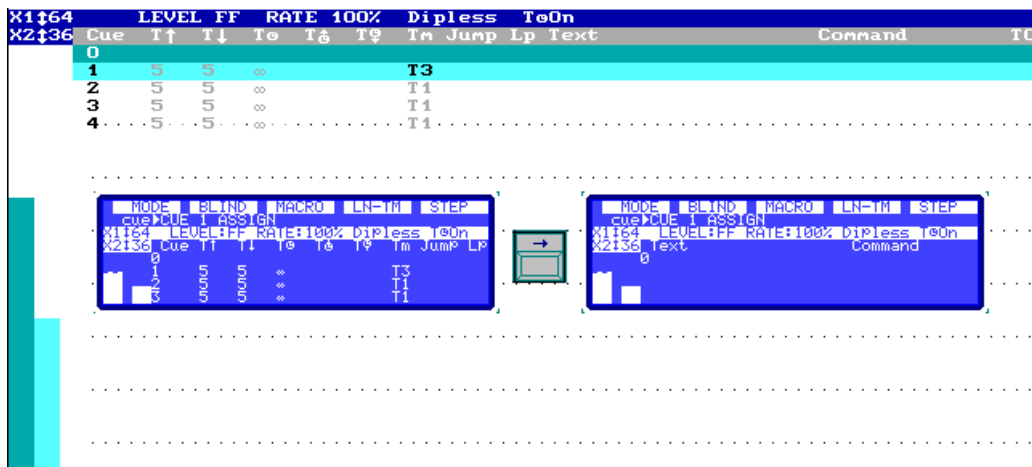 X1↕64 LEVEL FF RATE 100% Dipless T⊙On
X2↕36 Cue T↑ T↓ T⊙ Tm Jump Lp Text Command TC
0
1 5 5 ∞ T3
2 5 5 ∞ T1
3 5 5 ∞ T1
4 5 5 ∞ T1
MODE BLIND MACRO LN-TM STEP
cue▶CUE 1 ASSIGN
X1↕64 LEVEL:FF RATE:100% Dipless T⊙On
X2↕36 Cue T↑ T↓ T⊙ Tm Jump Lp
0
1 5 5 ∞ T3
2 5 5 ∞ T1
3 5 5 ∞ T1
→
MODE BLIND MACRO LN-TM STEP
cue▶CUE 1 ASSIGN
X1↕64 LEVEL:FF RATE:100% Dipless T⊙On
X2↕36 Text Command
0